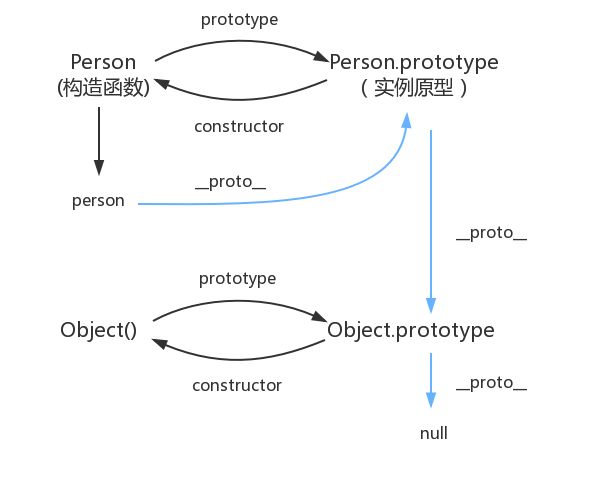 prototype
Person
(构造函数)
Person.prototype
（实例原型）
constructor
__proto__
person
__proto__
prototype
Object()
Object.prototype
constructor
__proto__
null